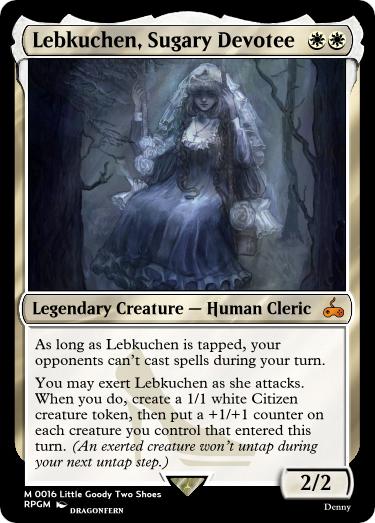 Lebkuchen, Sugary Devotee
Legendary Creature — Human Cleric
As long as Lebkuchen is tapped, your
opponents can't cast spells during your turn.
You may exert Lebkuchen as she attacks.
When you do, create a 1/1 white Citizen
creature token, then put a +1/+1 counter on
each creature you control that entered this
turn. (An exerted creature won't untap during
your next untap step.)
2/2
M 0016 Little Goody Two Shoes
RPGM DRAGONFERN
Denny